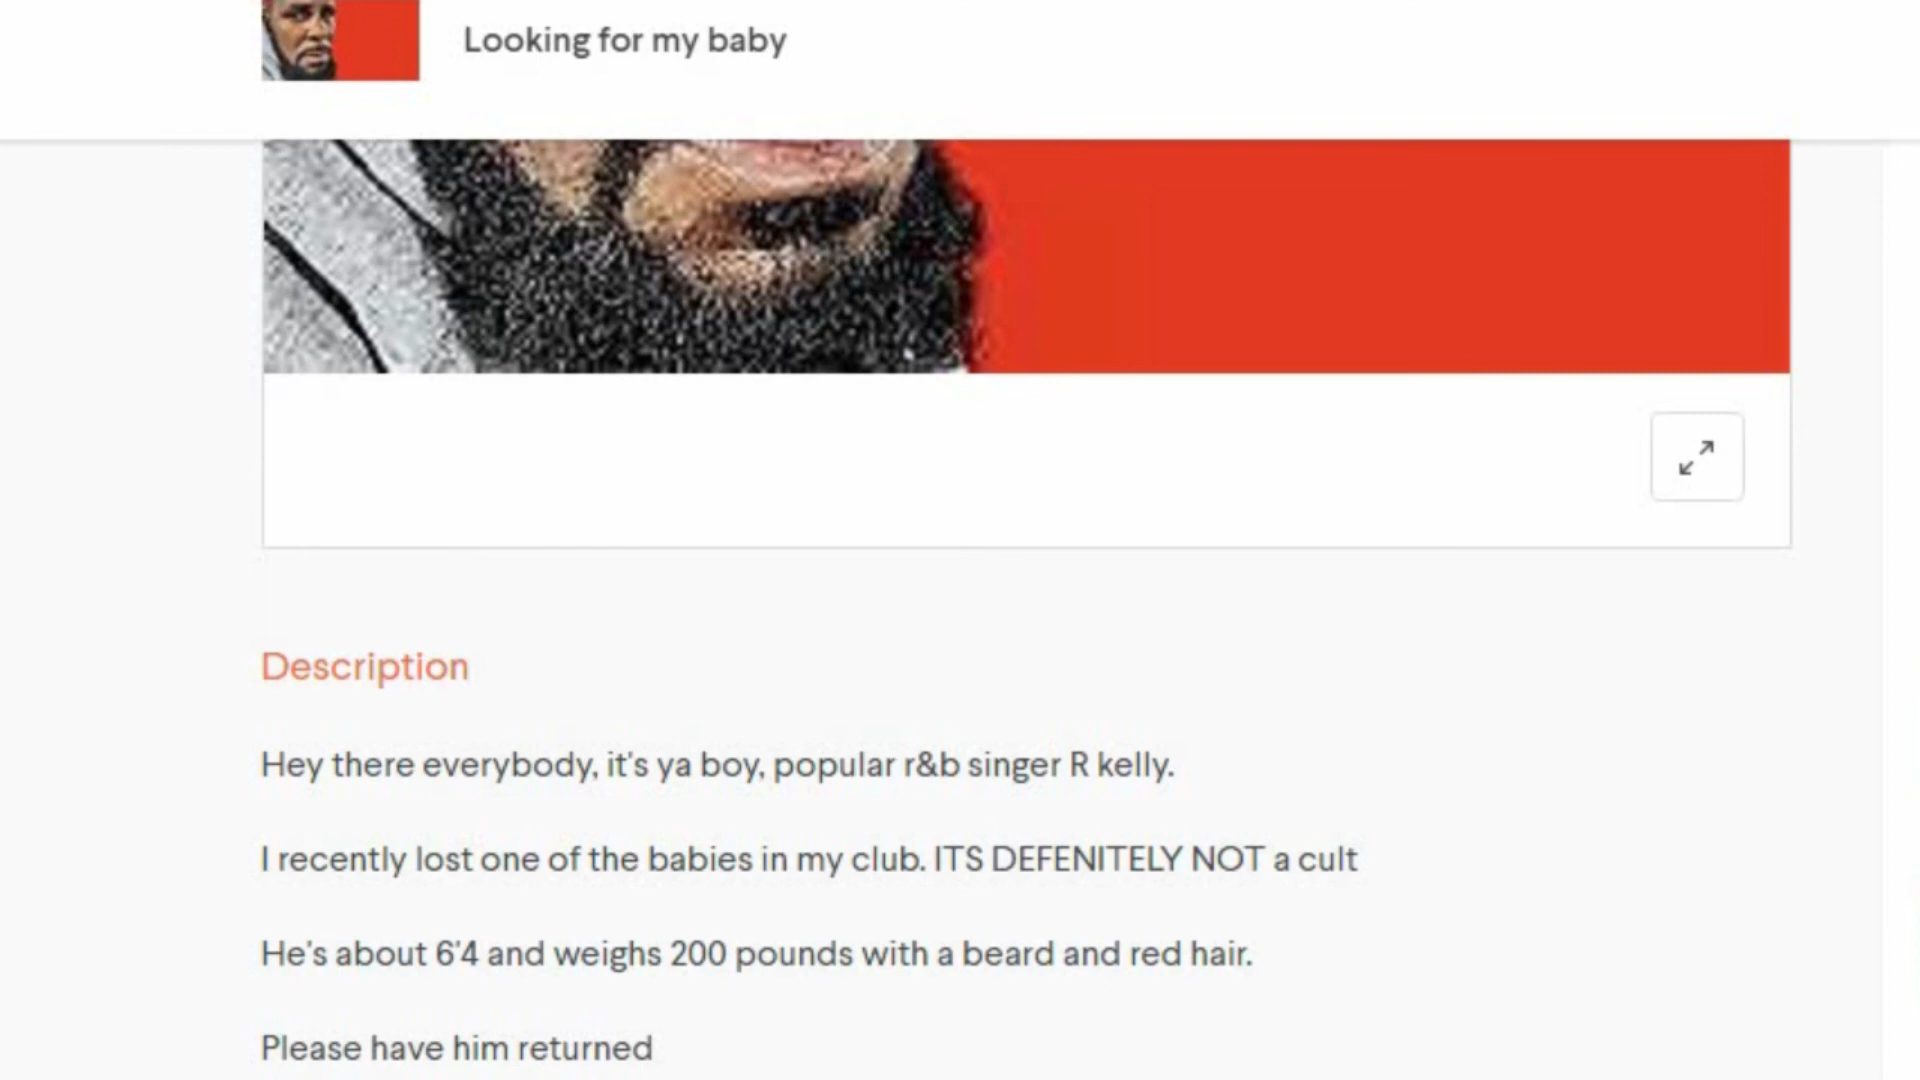 Looking for my baby
Description
Hey there everybody, it's ya boy, popular r&b singer R kelly.
I recently lost one of the babies in my club. ITS DEFENITELY NOT a cult
He's about 6'4 and weighs 200 pounds with a beard and red hair.
Please have him returned